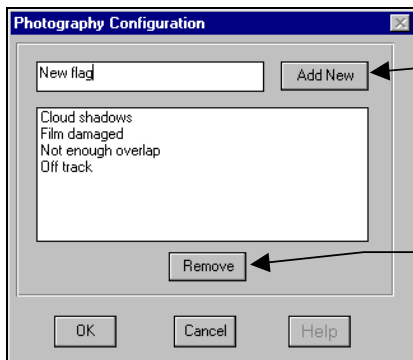 Photography Configuration
New flag
Add New
Cloud shadows
Film damaged
Not enough overlap
Off track
Remove
OK
Cancel
Help